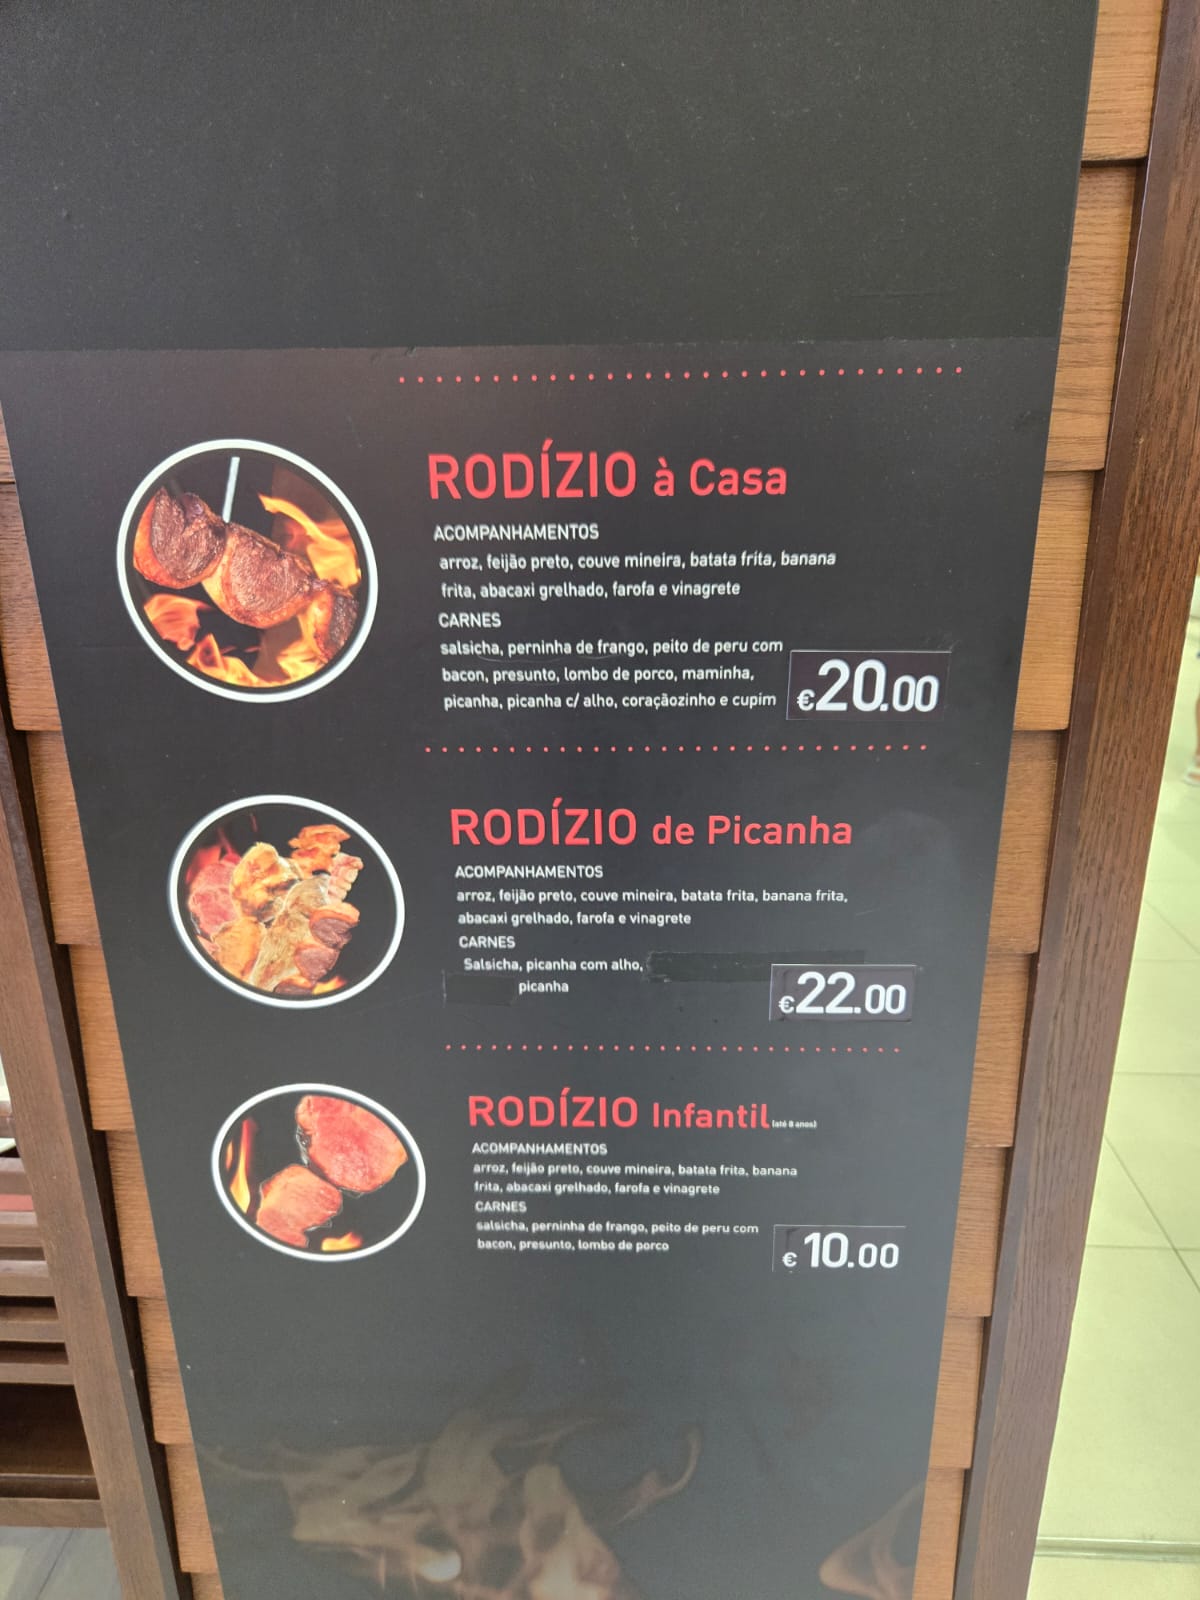 RODÍZIO à Casa
ACOMPANHAMENTOS
arroz, feijão preto, couve mineira, batata frita, banana
frita, abacaxi grelhado, farofa e vinagrete
CARNES
salsicha, perninha de frango, peito de peru com
bacon, presunto, lombo de porco, maminha,
picanha, picanha c/ alho, coraçãozinho e cupim
€20.00
RODÍZIO de Picanha
ACOMPANHAMENTOS
arroz, feijão preto, couve mineira, batata frita, banana frita,
abacaxi grelhado, farofa e vinagrete
CARNES
Salsicha, picanha com alho,
picanha
€22.00
RODÍZIO Infantil (até 8 anos)
ACOMPANHAMENTOS
arroz, feijão preto, couve mineira, batata frita, banana
frita, abacaxi grelhado, farofa e vinagrete
CARNES
salsicha, perninha de frango, peito de peru com
bacon, presunto, lombo de porco
€10.00